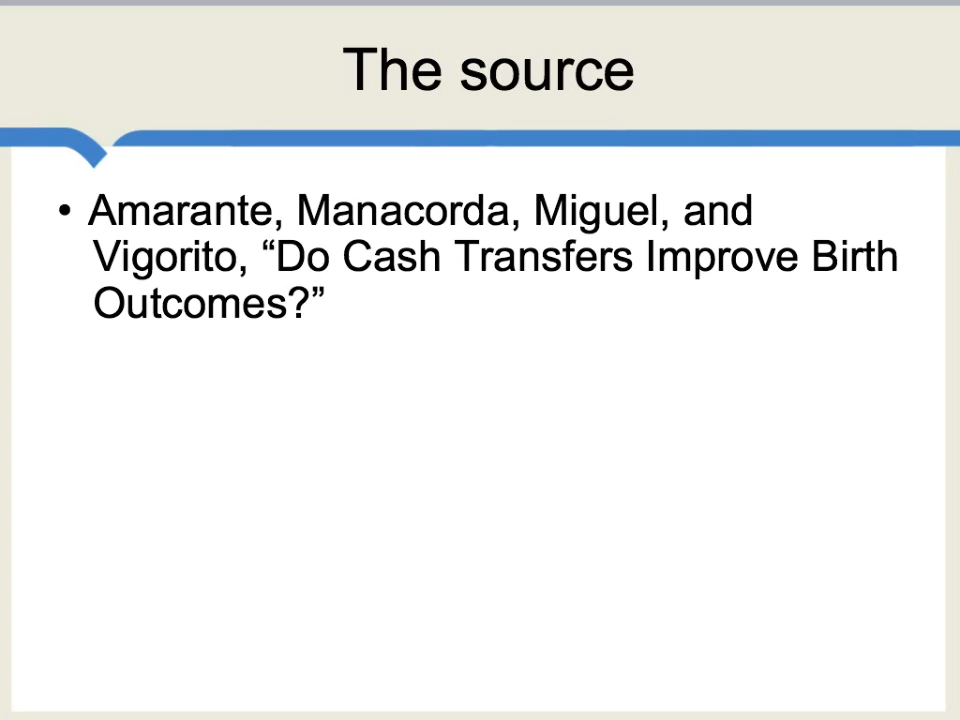 The source
• Amarante, Manacorda, Miguel, and
Vigorito, “Do Cash Transfers Improve Birth
Outcomes?”